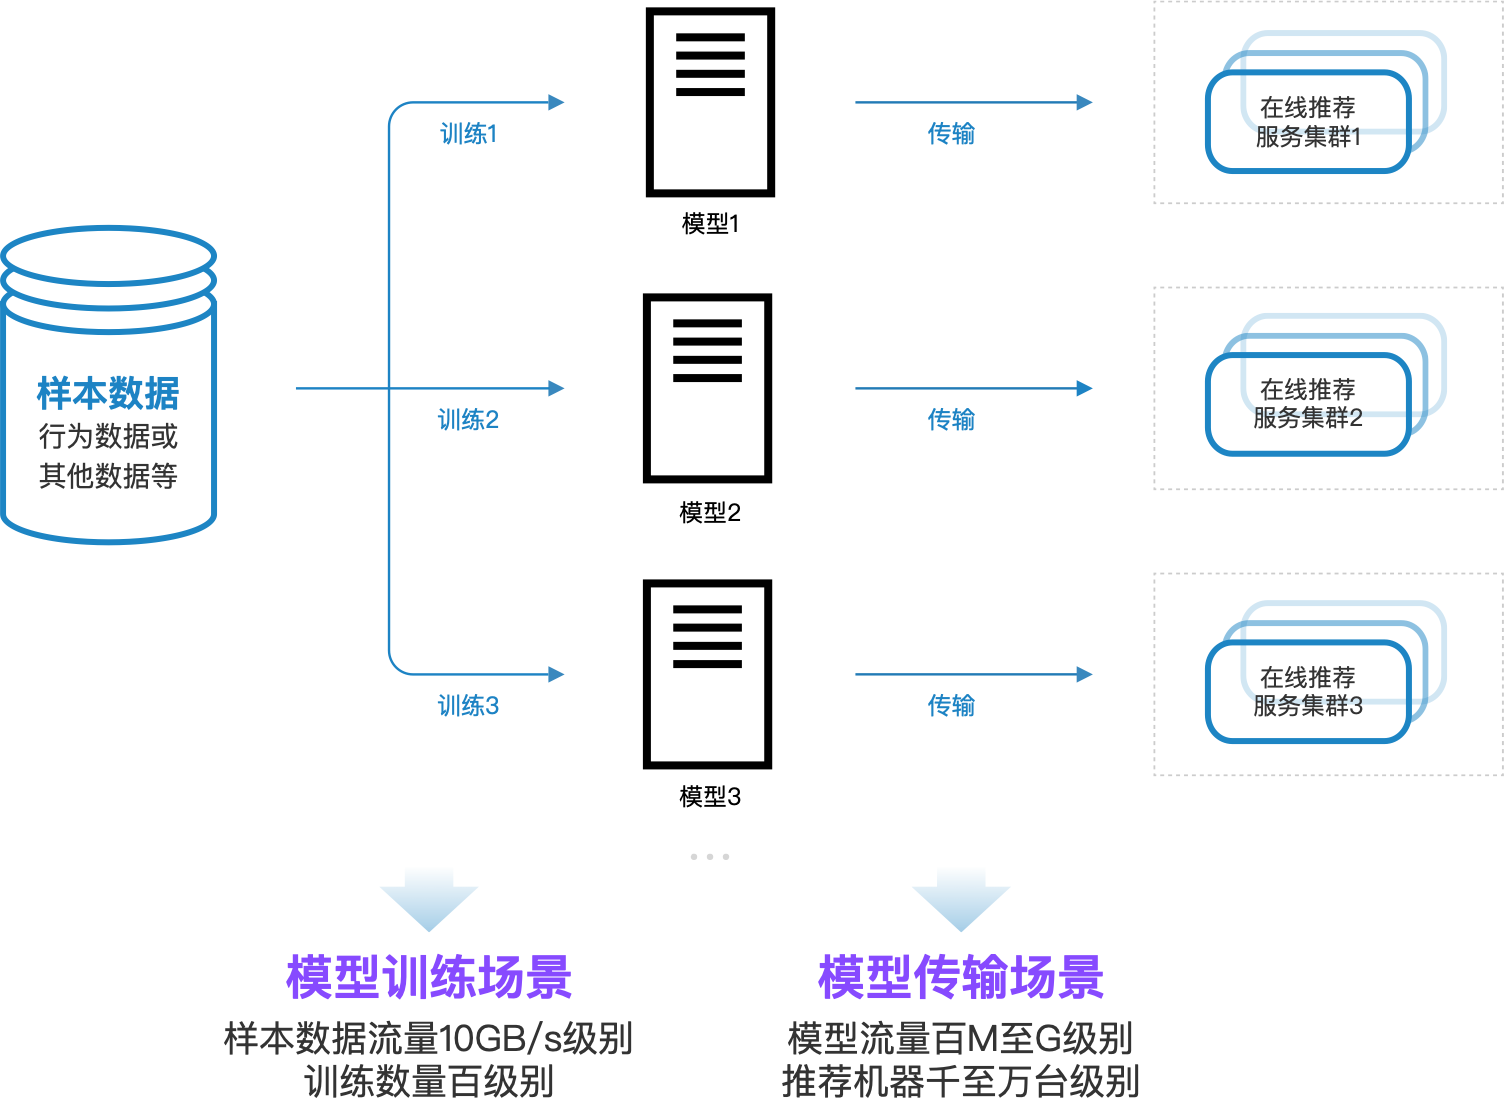 样本数据
行为数据或
其他数据等
训练1
模型1
传输
在线推荐
服务集群1
训练2
模型2
传输
在线推荐
服务集群2
训练3
模型3
传输
在线推荐
服务集群3
...
模型训练场景
样本数据流量10GB/s级别
训练数量百级别
模型传输场景
模型流量百M至G级别
推荐机器千至万台级别